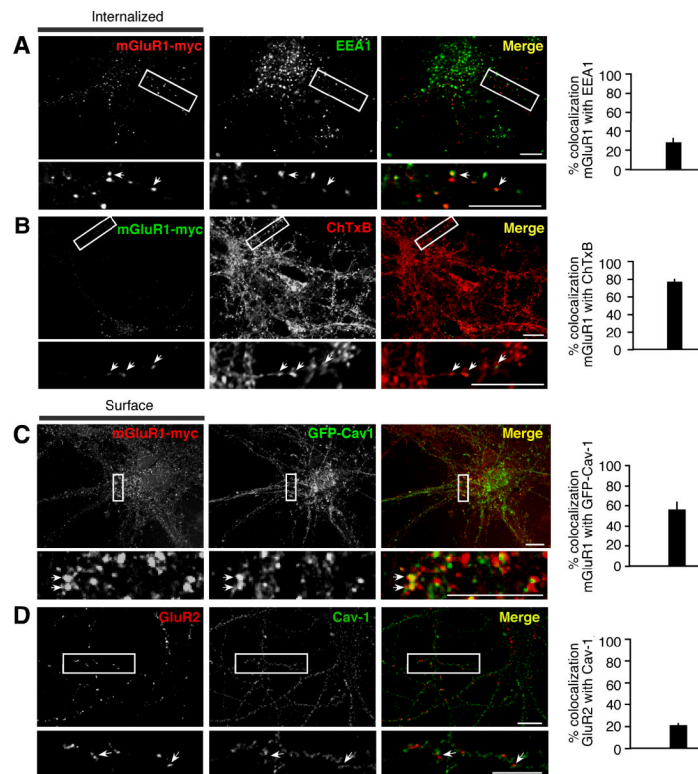 Internalized
A
mGluR1-myc
EEA1
Merge
% colocalization
mGluR1 with EEA1
100
80
60
40
20
0
B
mGluR1-myc
ChTxB
Merge
% colocalization
mGluR1 with ChTxB
100
80
60
40
20
0
Surface
C
mGluR1-myc
GFP-Cav1
Merge
% colocalization
mGluR1 with GFP-Cav-1
100
80
60
40
20
0
D
GluR2
Cav-1
Merge
% colocalization
GluR2 with Cav-1
100
80
60
40
20
0